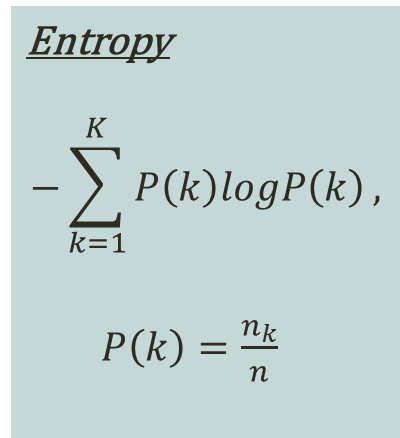 Entropy
K
− ∑ P(k)logP(k) ,
k=1
P(k) = n_k / n